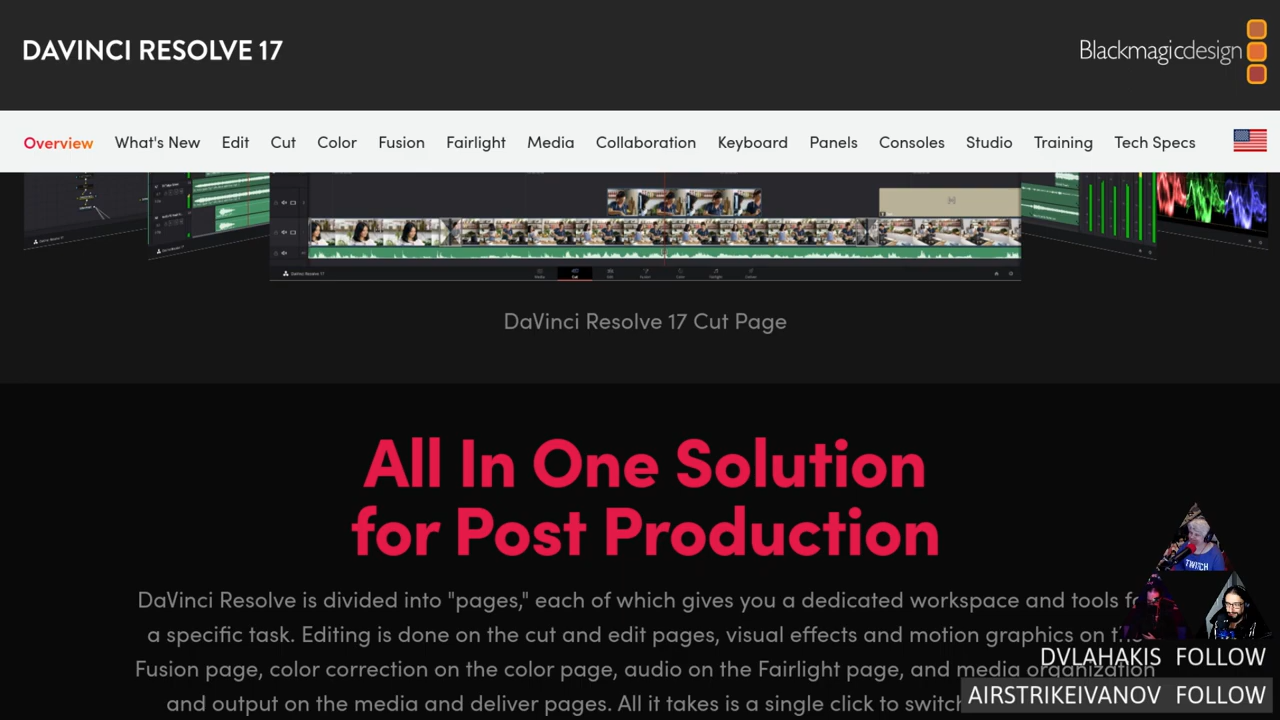 DAVINCI RESOLVE 17
Blackmagicdesign
Overview What's New Edit Cut Color Fusion Fairlight Media Collaboration Keyboard Panels Consoles Studio Training Tech Specs
DaVinci Resolve 17
DaVinci Resolve 17 Cut Page
All In One Solution
for Post Production
DaVinci Resolve is divided into "pages," each of which gives you a dedicated workspace and tools
a specific task. Editing is done on the cut and edit pages, visual effects and motion graphics on
Fusion page, color correction on the color page, audio on the Fairlight page, and media organization
and output on the media and deliver pages. All it takes is a single click to switch
TWITCH
DVLAHAKIS FOLLOW
AIRSTRIKEIVANOV FOLLOW